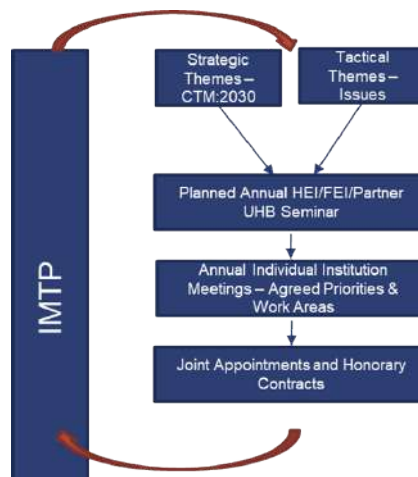 Strategic
Themes –
CTM:2030
Tactical
Themes –
Issues
Planned Annual HEI/FEI/Partner
UHB Seminar
Annual Individual Institution
Meetings – Agreed Priorities &
Work Areas
Joint Appointments and Honorary
Contracts
IMTP